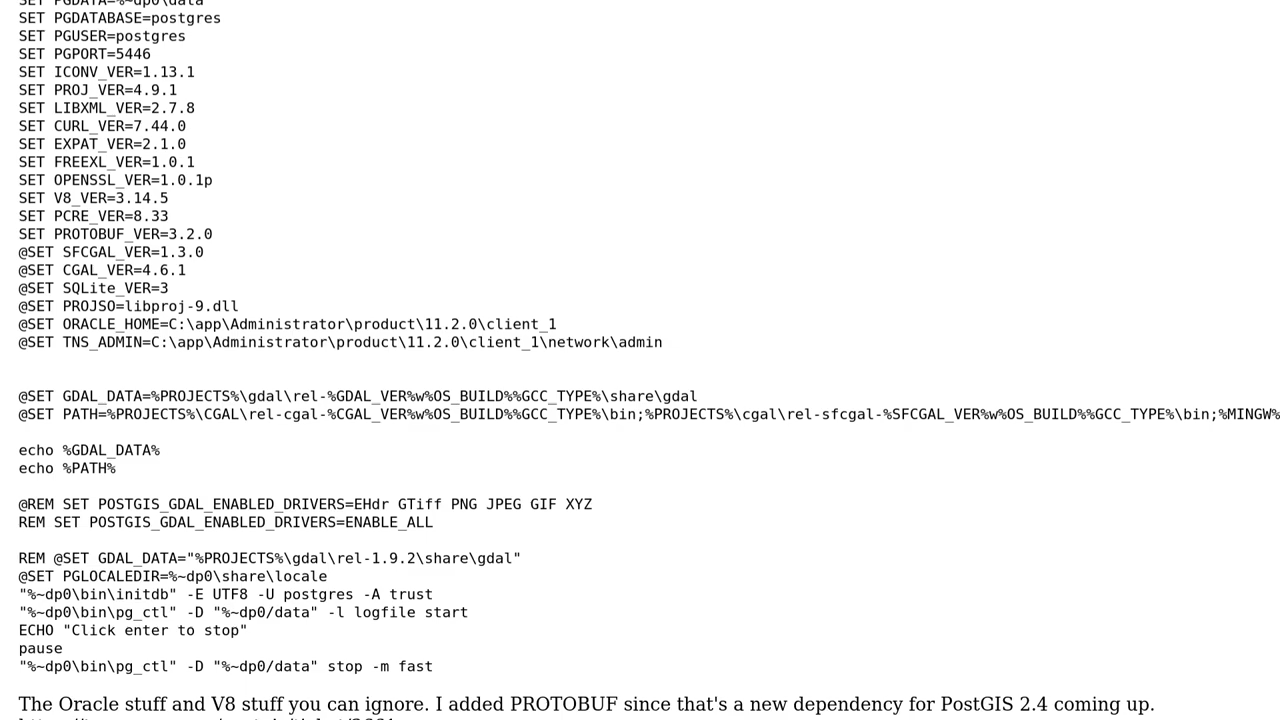 SET PGDATA=%~dp0\data
SET PGDATABASE=postgres
SET PGUSER=postgres
SET PGPORT=5446
SET ICONV_VER=1.13.1
SET PROJ_VER=4.9.1
SET LIBXML_VER=2.7.8
SET CURL_VER=7.44.0
SET EXPAT_VER=2.1.0
SET FREEXL_VER=1.0.1
SET OPENSSL_VER=1.0.1p
SET V8_VER=3.14.5
SET PCRE_VER=8.33
SET PROTOBUF_VER=3.2.0
@SET SFCGAL_VER=1.3.0
@SET CGAL_VER=4.6.1
@SET SQLite_VER=3
@SET PROJSO=libproj-9.dll
@SET ORACLE_HOME=C:\app\Administrator\product\11.2.0\client_1
@SET TNS_ADMIN=C:\app\Administrator\product\11.2.0\client_1\network\admin
@SET GDAL_DATA=%PROJECTS%\gdal\rel-%GDAL_VER%w%OS_BUILD%%GCC_TYPE%\share\gdal
@SET PATH=%PROJECTS%\CGAL\rel-cgal-%CGAL_VER%w%OS_BUILD%%GCC_TYPE%\bin;%PROJECTS%\cgal\rel-sfcgal-%SFCGAL_VER%w%OS_BUILD%%GCC_TYPE%\bin;%MINGW%
echo %GDAL_DATA%
echo %PATH%
@REM SET POSTGIS_GDAL_ENABLED_DRIVERS=EHdr GTiff PNG JPEG GIF XYZ
REM SET POSTGIS_GDAL_ENABLED_DRIVERS=ENABLE_ALL
REM @SET GDAL_DATA="%PROJECTS%\gdal\rel-1.9.2\share\gdal"
@SET PGLOCALEDIR=%~dp0\share\locale
"%~dp0\bin\initdb" -E UTF8 -U postgres -A trust
"%~dp0\bin\pg_ctl" -D "%~dp0/data" -l logfile start
ECHO "Click enter to stop"
pause
"%~dp0\bin\pg_ctl" -D "%~dp0/data" stop -m fast
The Oracle stuff and V8 stuff you can ignore. I added PROTOBUF since that's a new dependency for PostGIS 2.4 coming up.